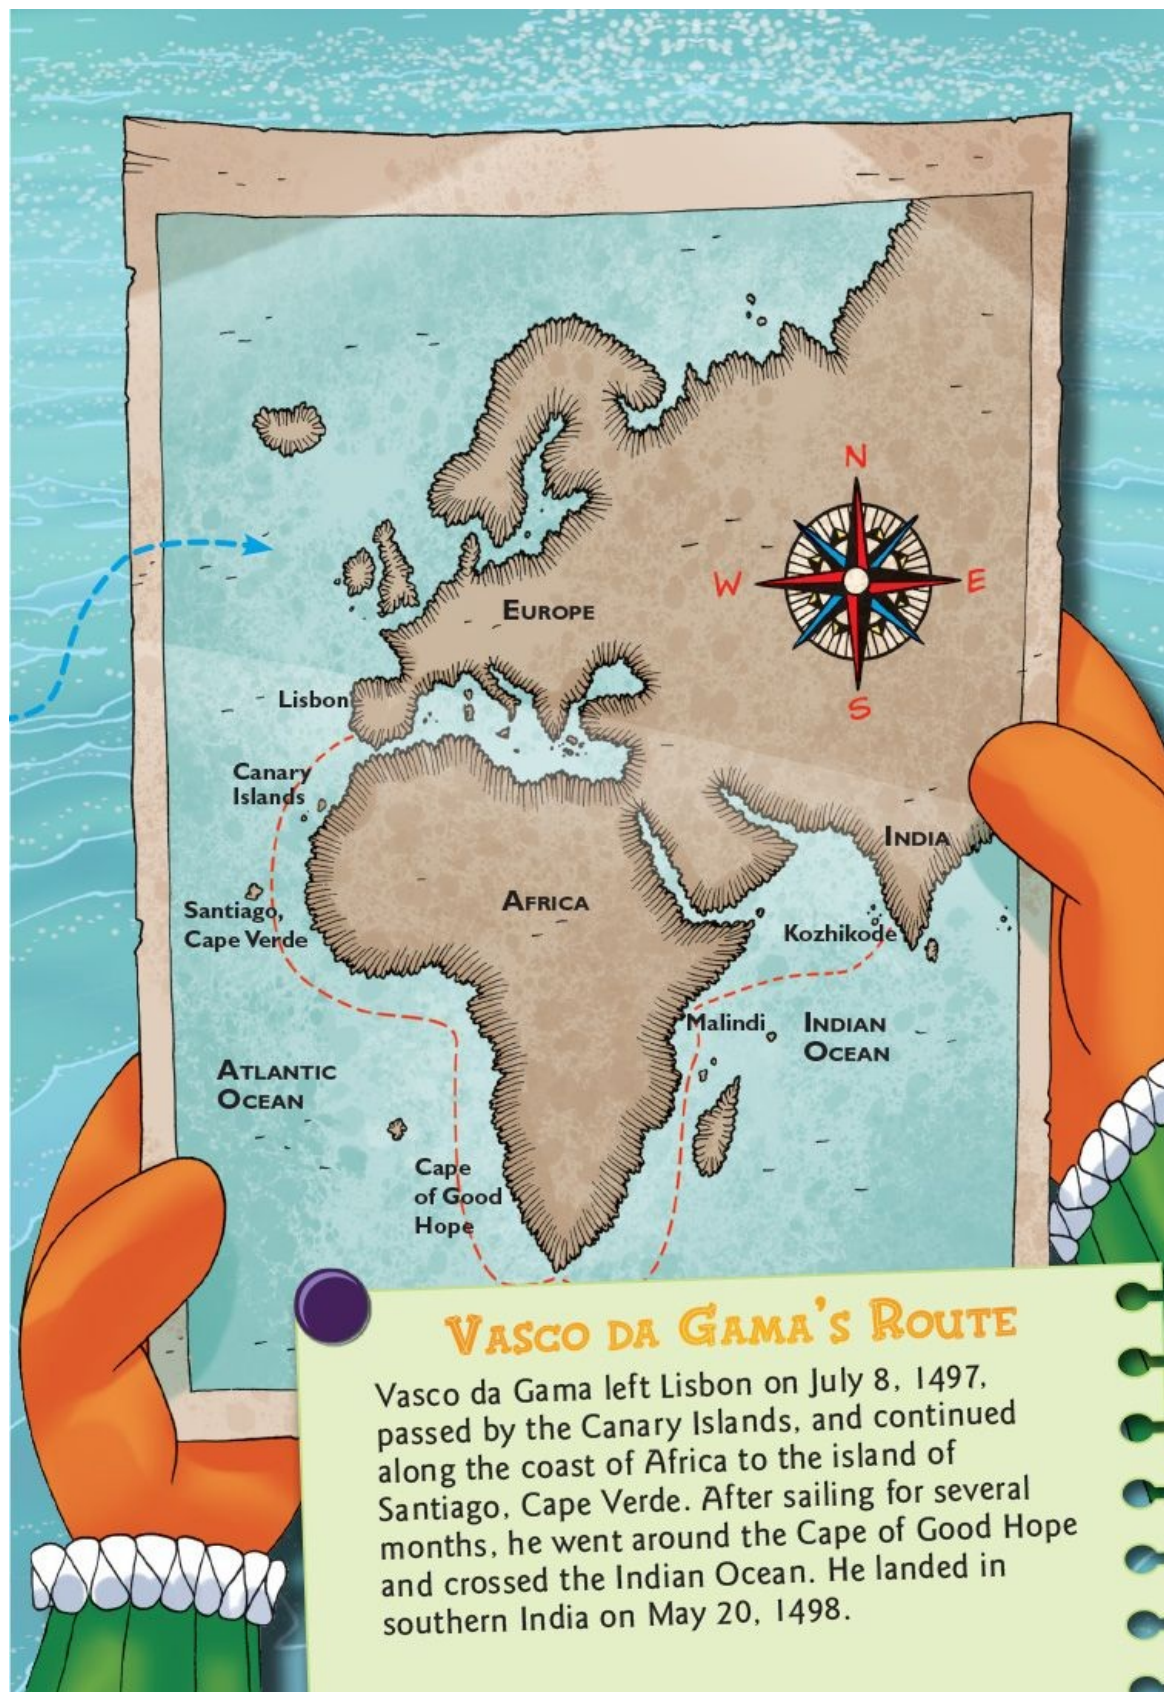 N
W
E
S
EUROPE
Lisbon
Canary
Islands
INDIA
AFRICA
Santiago,
Cape Verde
Kozhikode
Malindi
INDIAN
OCEAN
ATLANTIC
OCEAN
Cape
of Good
Hope
VASCO DA GAMA'S ROUTE
Vasco da Gama left Lisbon on July 8, 1497,
passed by the Canary Islands, and continued
along the coast of Africa to the island of
Santiago, Cape Verde. After sailing for several
months, he went around the Cape of Good Hope
and crossed the Indian Ocean. He landed in
southern India on May 20, 1498.